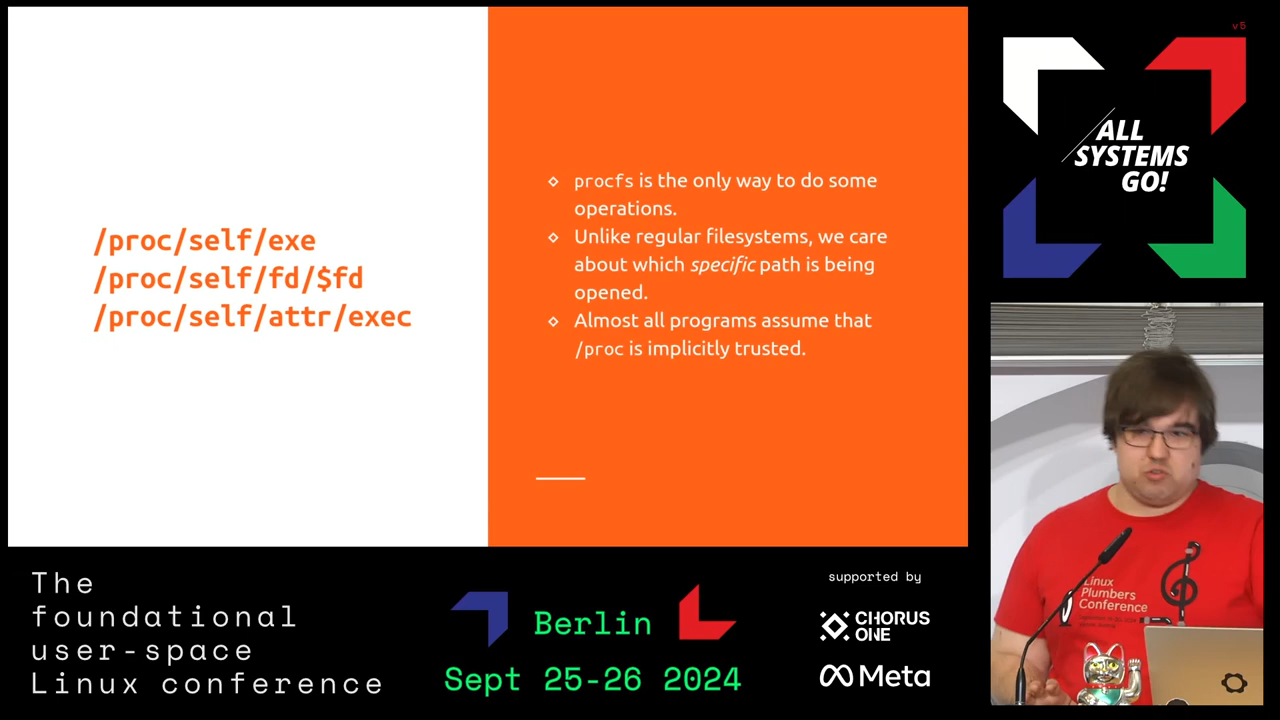 /proc/self/exe
/proc/self/fd/$fd
/proc/self/attr/exec
procfs is the only way to do some
operations.
Unlike regular filesystems, we care
about which specific path is being
opened.
Almost all programs assume that
/proc is implicitly trusted.
v5
ALL
SYSTEMS
GO!
Linux
Plumbers
Conference
The
foundational
user-space
Linux conference
Berlin
Sept 25-26 2024
supported by
CHORUS
ONE
Meta